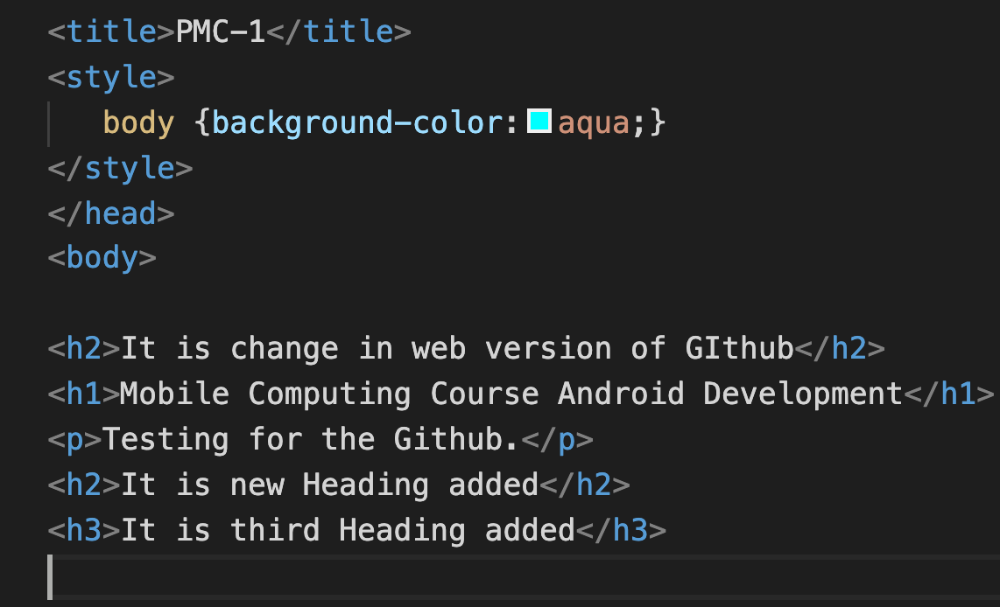 <title>PMC-1</title>
<style>
body {background-color: aqua;}
</style>
</head>
<body>
<h2>It is change in web version of GIthub</h2>
<h1>Mobile Computing Course Android Development</h1>
<p>Testing for the Github.</p>
<h2>It is new Heading added</h2>
<h3>It is third Heading added</h3>